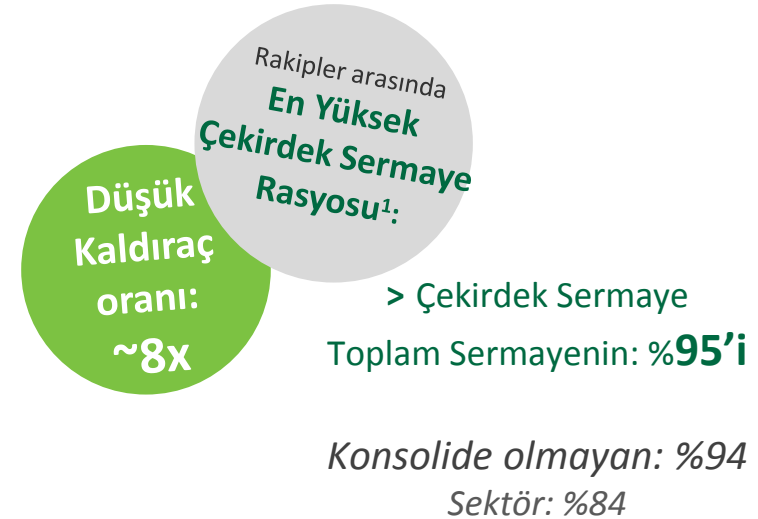 Rakipler arasında
En Yüksek
Çekirdek Sermaye
Rasyosu¹:
Düşük
Kaldıraç
oranı:
~8x
> Çekirdek Sermaye
Toplam Sermayenin: %95’i
Konsolide olmayan: %94
Sektör: %84